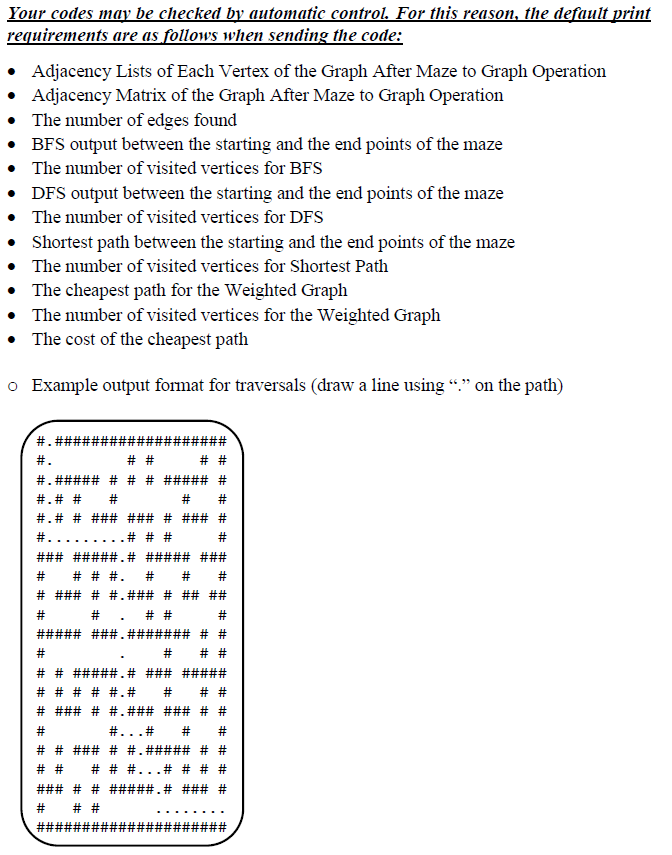 Your codes may be checked by automatic control. For this reason, the default print
requirements are as follows when sending the code:
• Adjacency Lists of Each Vertex of the Graph After Maze to Graph Operation
• Adjacency Matrix of the Graph After Maze to Graph Operation
• The number of edges found
• BFS output between the starting and the end points of the maze
• The number of visited vertices for BFS
• DFS output between the starting and the end points of the maze
• The number of visited vertices for DFS
• Shortest path between the starting and the end points of the maze
• The number of visited vertices for Shortest Path
• The cheapest path for the Weighted Graph
• The number of visited vertices for the Weighted Graph
• The cost of the cheapest path
o Example output format for traversals (draw a line using “.” on the path)
#.###################
#.        # #     # #
#.##### # # # ##### #
#.# #   #       #   #
#.# # ### ### # ### #
#.........# # #     #
### #####.# ##### ###
#   # # #.  #   #   #
# ### # #.### # ## ##
#     #  .  # #     #
##### ###.####### # #
#        .    #   # #
# # #####.# ### #####
# # # # #.#   #   # #
# ### # #.### ### # #
#       #...#   #   #
# # ### # #.##### # #
# #   # # #...# # # #
### # # #####.# ### #
#   # #      ........
#####################